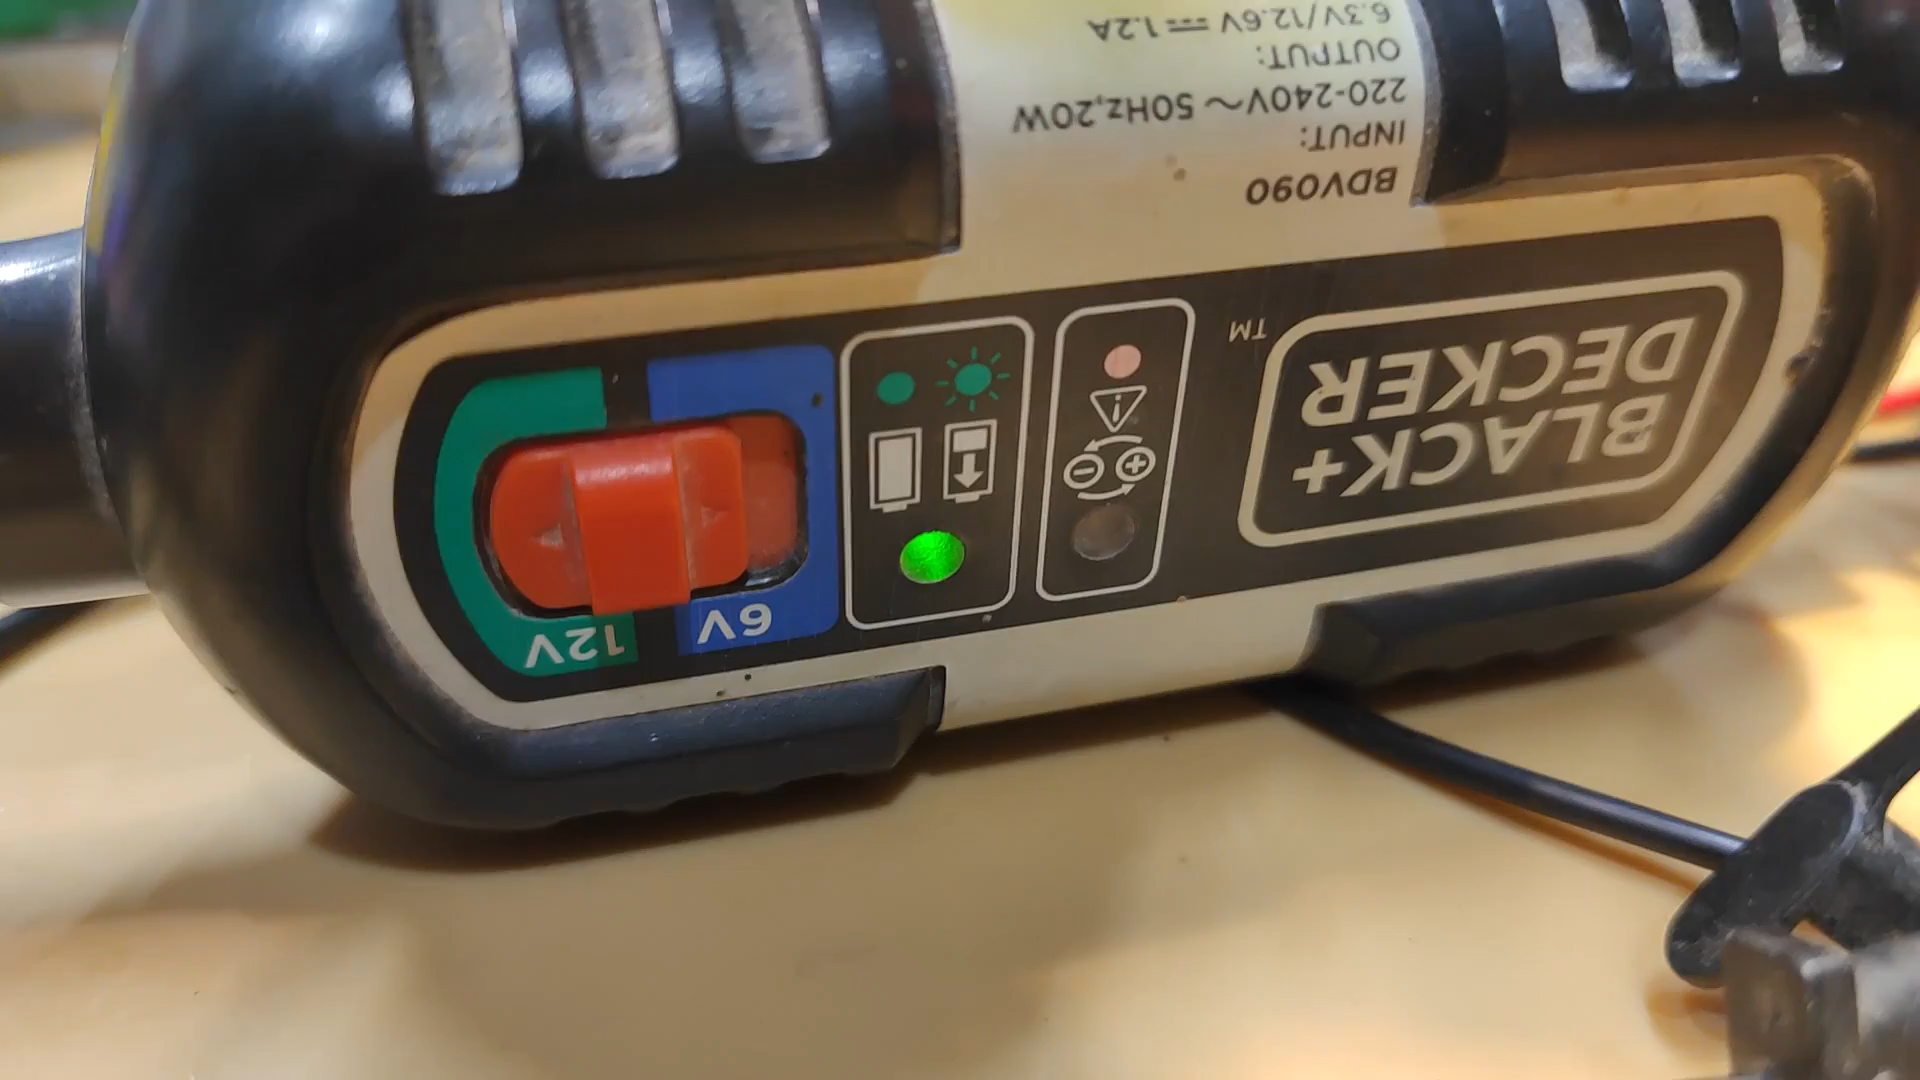 BLACK+
DECKER
TM
6V
12V
BDV090
INPUT:
220-240V~ 50Hz,20W
OUTPUT:
6.3V/12.6V ⎓ 1.2A